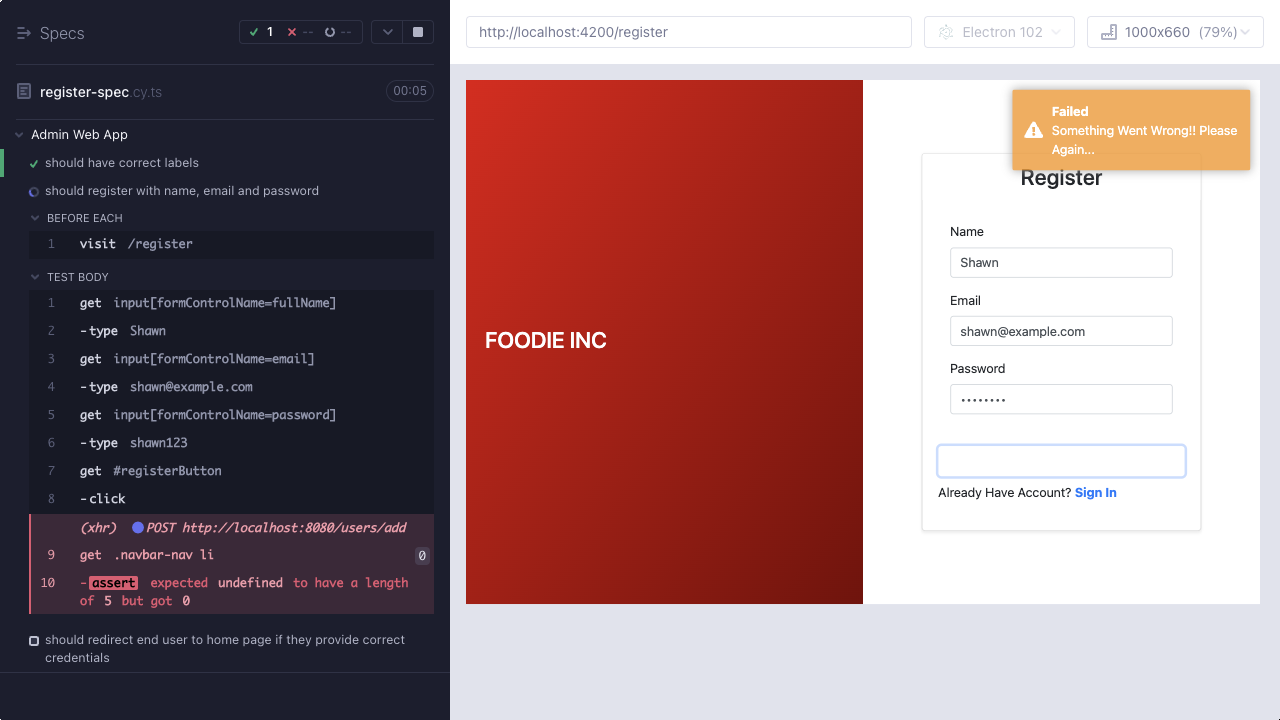 Specs
1
--
--
register-spec.cy.ts
00:05
Admin Web App
should have correct labels
should register with name, email and password
BEFORE EACH
1 visit /register
TEST BODY
1 get input[formControlName=fullName]
2 -type Shawn
3 get input[formControlName=email]
4 -type shawn@example.com
5 get input[formControlName=password]
6 -type shawn123
7 get #registerButton
8 -click
(xhr) POST http://localhost:8080/users/add
9 get .navbar-nav li 0
10 -assert expected undefined to have a length
of 5 but got 0
should redirect end user to home page if they provide correct
credentials
http://localhost:4200/register
Electron 102
1000x660 (79%)
FOODIE INC
Failed
Something Went Wrong!! Please
Again...
Register
Name
Shawn
Email
shawn@example.com
Password
••••••••
Already Have Account? Sign In